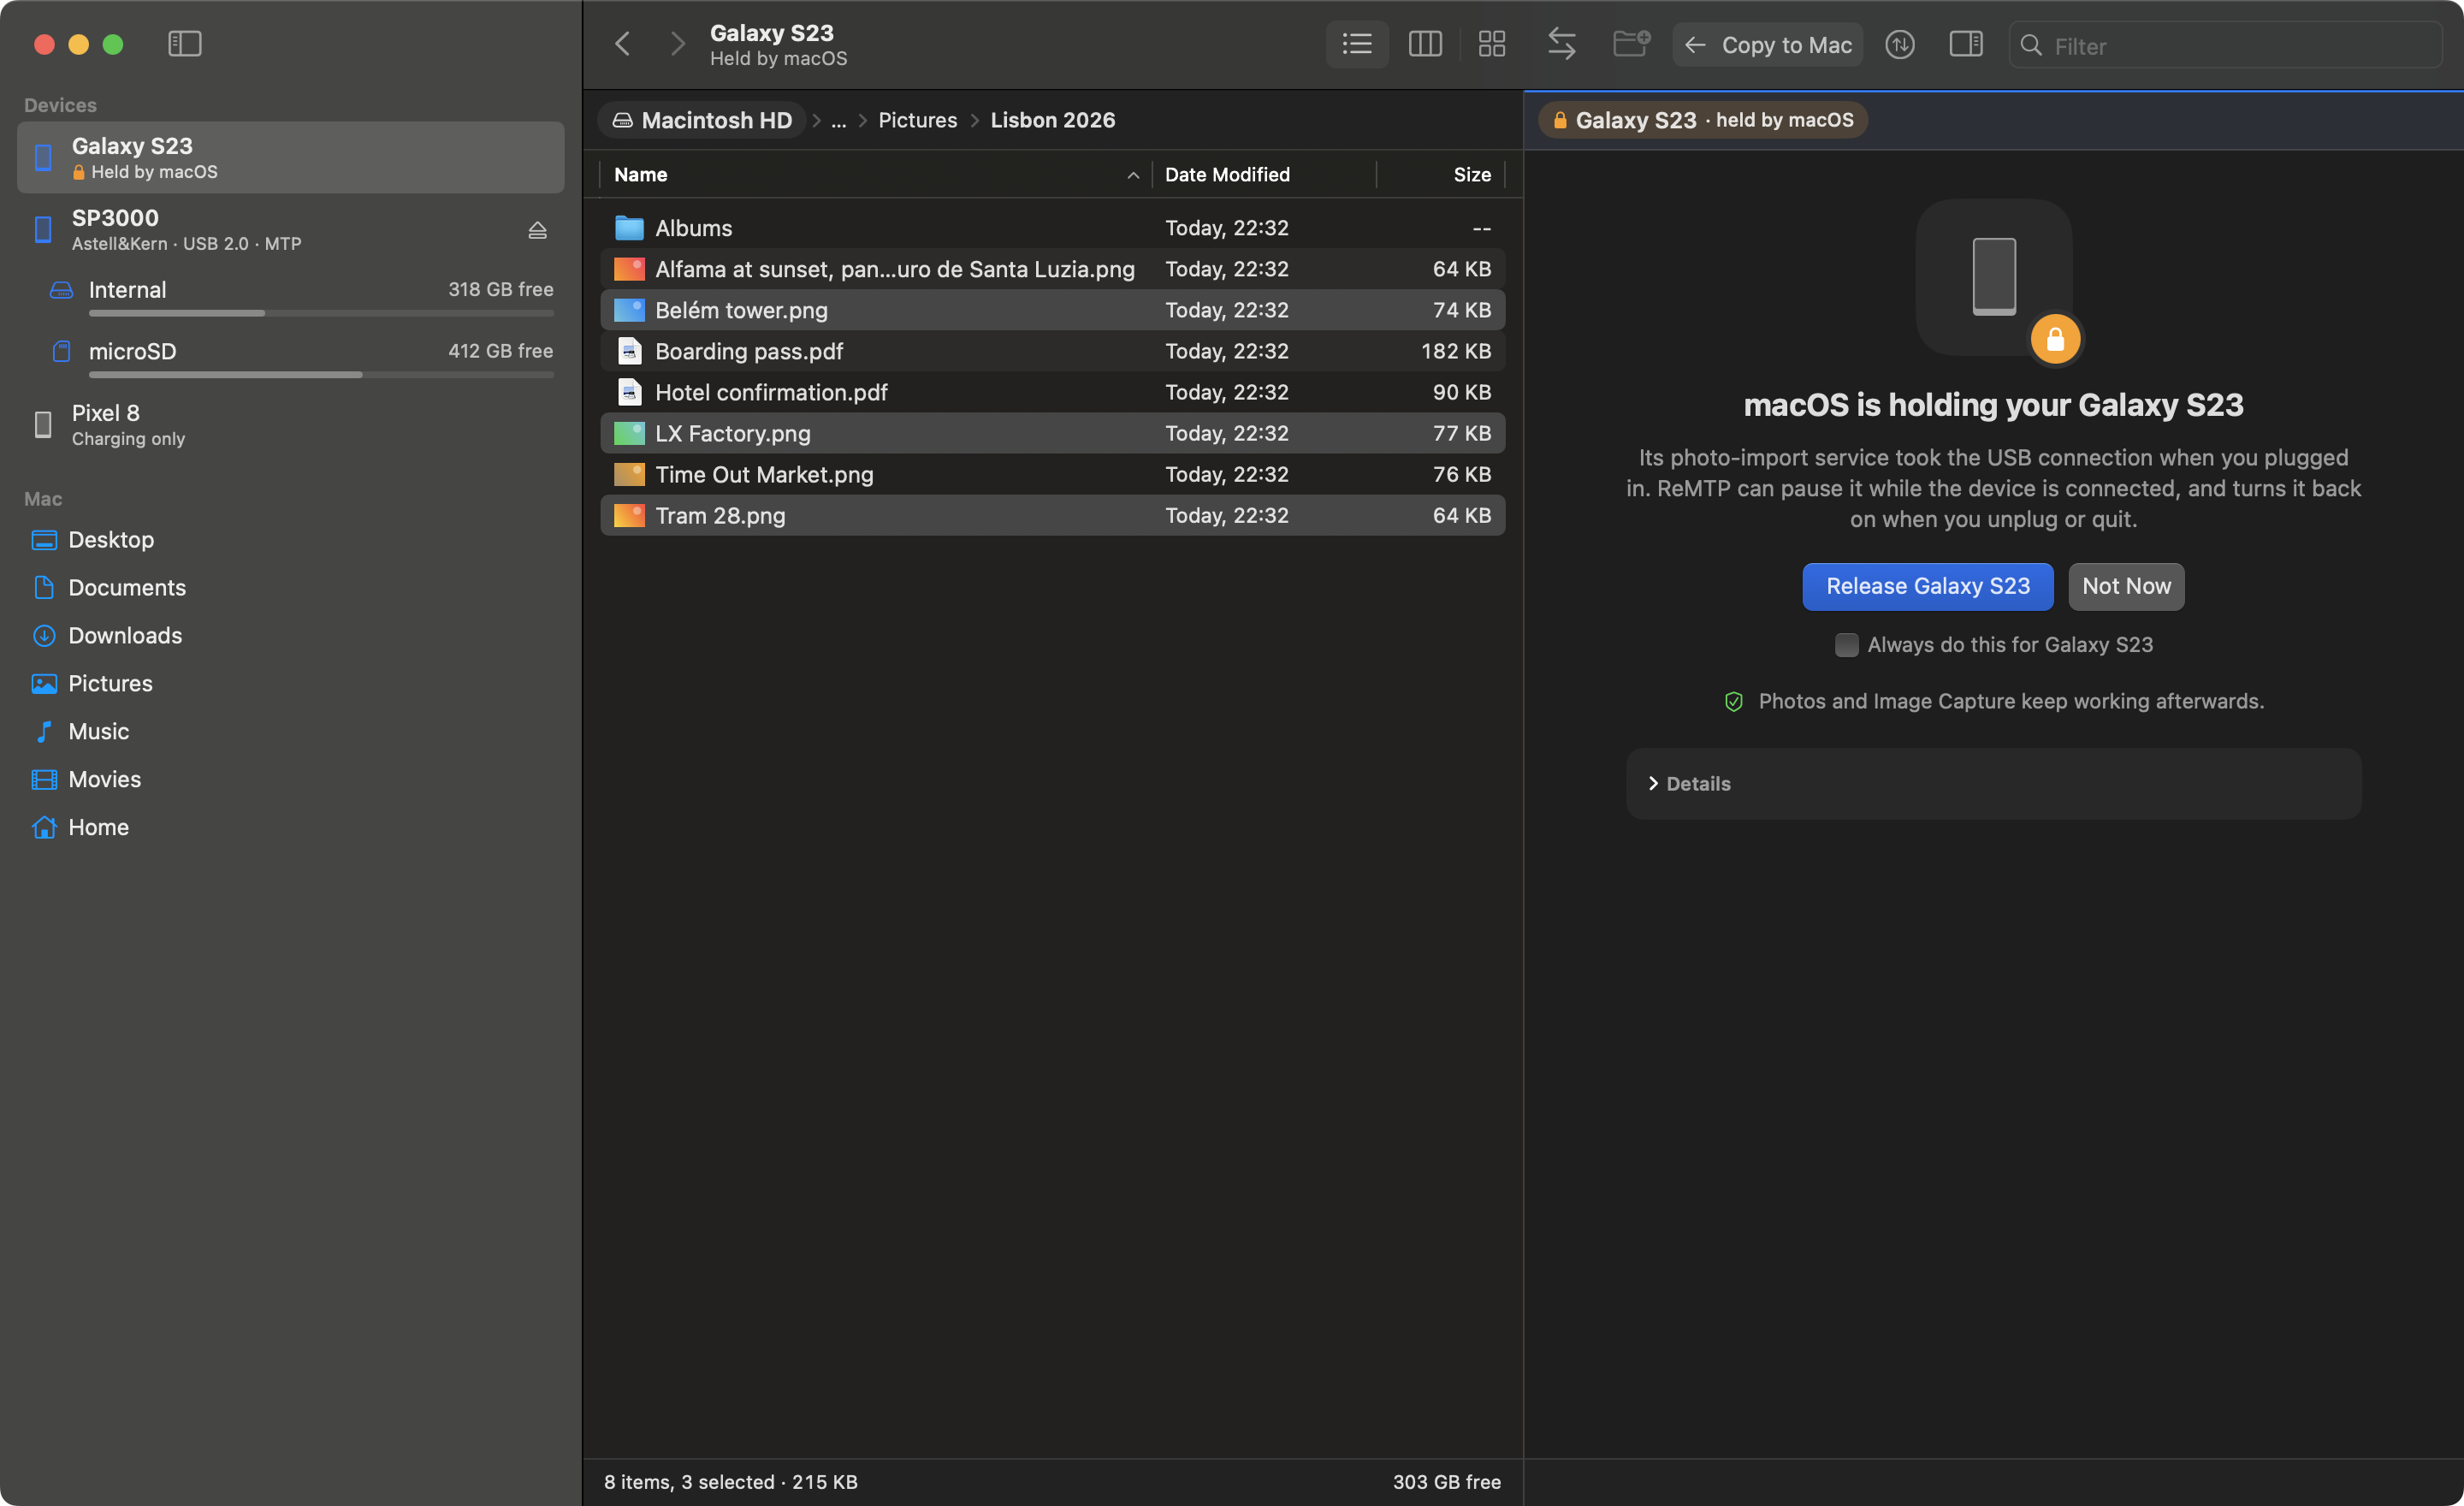 Galaxy S23
Held by macOS
Copy to Mac
Filter
Devices
Galaxy S23
Held by macOS
SP3000
Astell&Kern · USB 2.0 · MTP
Internal
318 GB free
microSD
412 GB free
Pixel 8
Charging only
Mac
Desktop
Documents
Downloads
Pictures
Music
Movies
Home
Macintosh HD
...
Pictures
Lisbon 2026
Name Date Modified Size
Albums Today, 22:32 --
Alfama at sunset, pan...uro de Santa Luzia.png Today, 22:32 64 KB
Belém tower.png Today, 22:32 74 KB
Boarding pass.pdf Today, 22:32 182 KB
Hotel confirmation.pdf Today, 22:32 90 KB
LX Factory.png Today, 22:32 77 KB
Time Out Market.png Today, 22:32 76 KB
Tram 28.png Today, 22:32 64 KB
8 items, 3 selected · 215 KB
303 GB free
Galaxy S23 · held by macOS
macOS is holding your Galaxy S23
Its photo-import service took the USB connection when you plugged
in. ReMTP can pause it while the device is connected, and turns it back
on when you unplug or quit.
Release Galaxy S23
Not Now
Always do this for Galaxy S23
Photos and Image Capture keep working afterwards.
Details